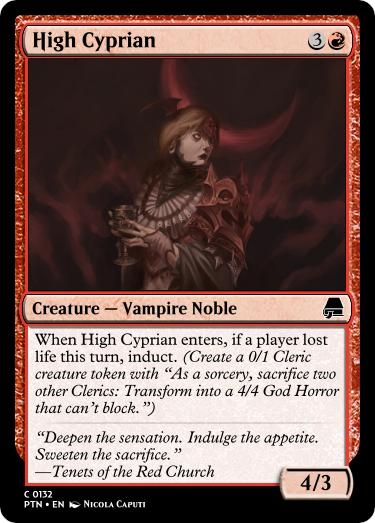 High Cyprian 3
Creature — Vampire Noble
When High Cyprian enters, if a player lost
life this turn, induct. (Create a 0/1 Cleric
creature token with “As a sorcery, sacrifice two
other Clerics: Transform into a 4/4 God Horror
that can’t block.”)
“Deepen the sensation. Indulge the appetite.
Sweeten the sacrifice.”
—Tenets of the Red Church
4/3
C 0132
PTN • EN Nicola Caputi